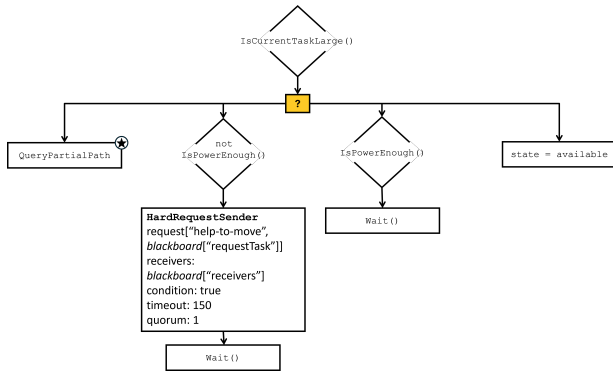 IsCurrentTaskLarge()
?
QueryPartialPath
not
IsPowerEnough()
IsPowerEnough()
state = available
HardRequestSender
request[“help-to-move”,
blackboard[“requestTask”]]
receivers:
blackboard[“receivers”]
condition: true
timeout: 150
quorum: 1
Wait()
Wait()